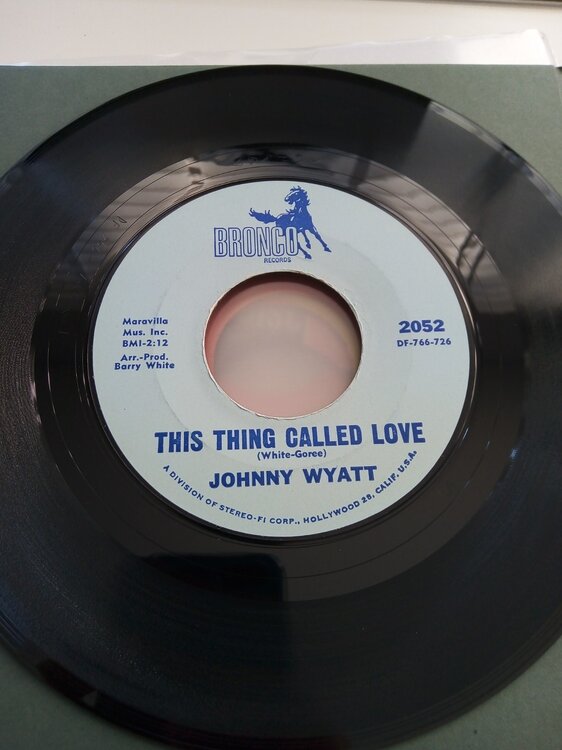 BRONCO
RECORDS
Maravilla
Mus. Inc.
BMI-2:12
Arr.-Prod.
Barry White
2052
DF-766-726
THIS THING CALLED LOVE
(White-Goree)
JOHNNY WYATT
A DIVISION OF STEREO-FI CORP., HOLLYWOOD 28, CALIF. U.S.A.